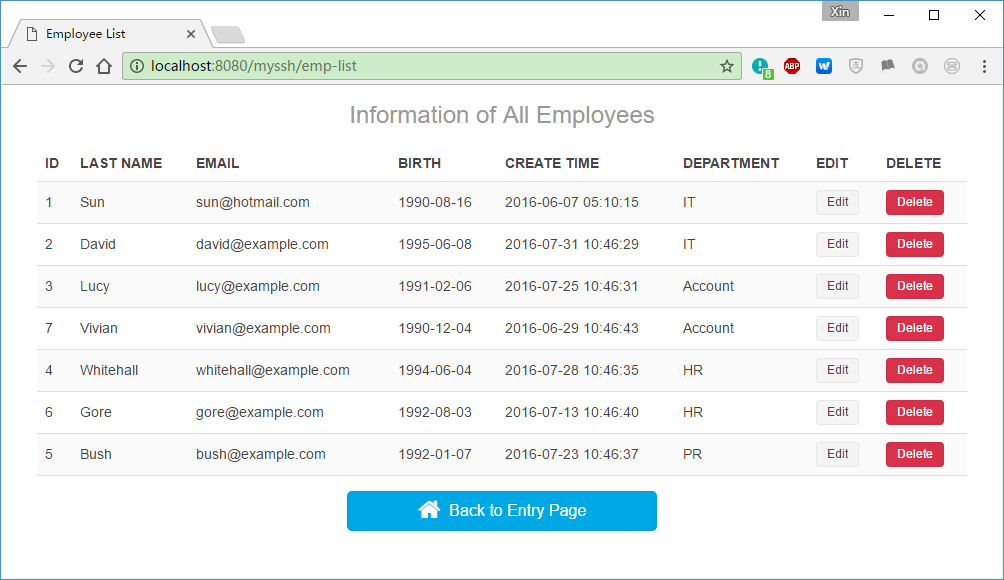 Xin
Employee List
localhost:8080/myssh/emp-list
8
ABP
W
Information of All Employees
ID LAST NAME EMAIL BIRTH CREATE TIME DEPARTMENT EDIT DELETE
1 Sun sun@hotmail.com 1990-08-16 2016-06-07 05:10:15 IT Edit Delete
2 David david@example.com 1995-06-08 2016-07-31 10:46:29 IT Edit Delete
3 Lucy lucy@example.com 1991-02-06 2016-07-25 10:46:31 Account Edit Delete
7 Vivian vivian@example.com 1990-12-04 2016-06-29 10:46:43 Account Edit Delete
4 Whitehall whitehall@example.com 1994-06-04 2016-07-28 10:46:35 HR Edit Delete
6 Gore gore@example.com 1992-08-03 2016-07-13 10:46:40 HR Edit Delete
5 Bush bush@example.com 1992-01-07 2016-07-23 10:46:37 PR Edit Delete
Back to Entry Page